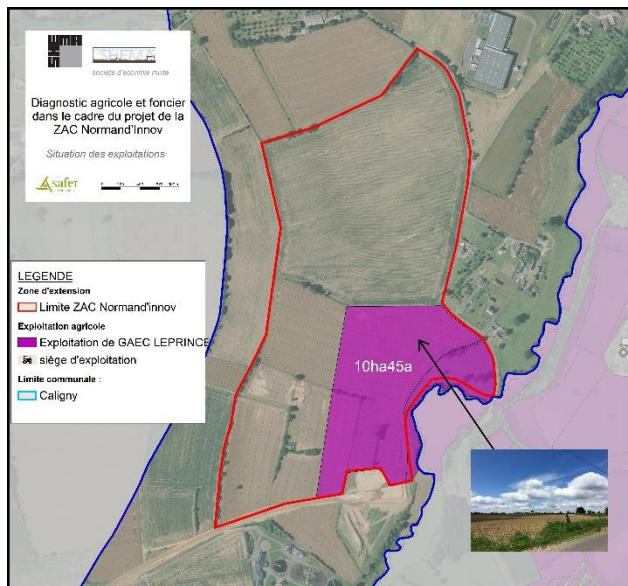 SHEMA
société d'économie mixte
Diagnostic agricole et foncier
dans le cadre du projet de la
ZAC Normand'Innov
Situation des exploitations
safer
LEGENDE
Zone d'extension
Limite ZAC Normand'innov
Exploitation agricole
Exploitation de GAEC LEPRINCE
siège d'exploitation
Limite communale :
Caligny
10ha45a